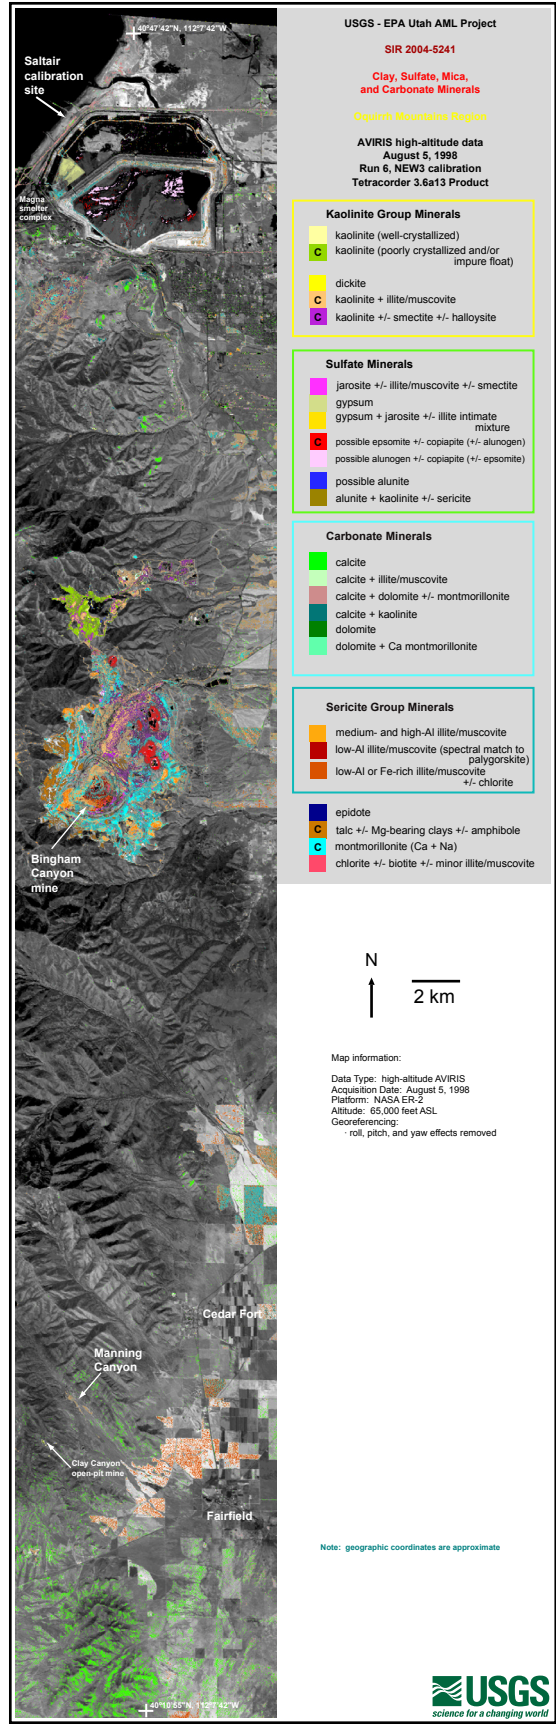 40º47'42"N, 112º7'42"W
Saltair
calibration
site
Magna
smelter
complex
Bingham
Canyon
mine
Cedar Fort
Manning
Canyon
Clay Canyon
open-pit mine
Fairfield
40º10'55"N, 112º7'42"W
USGS - EPA Utah AML Project
SIR 2004-5241
Clay, Sulfate, Mica,
and Carbonate Minerals
Oquirrh Mountains Region
AVIRIS high-altitude data
August 5, 1998
Run 6, NEW3 calibration
Tetracorder 3.6a13 Product
Kaolinite Group Minerals
kaolinite (well-crystallized)
C kaolinite (poorly crystallized and/or
impure float)
dickite
C kaolinite + illite/muscovite
C kaolinite +/- smectite +/- halloysite
Sulfate Minerals
jarosite +/- illite/muscovite +/- smectite
gypsum
gypsum + jarosite +/- illite intimate
mixture
C possible epsomite +/- copiapite (+/- alunogen)
possible alunogen +/- copiapite (+/- epsomite)
possible alunite
alunite + kaolinite +/- sericite
Carbonate Minerals
calcite
calcite + illite/muscovite
calcite + dolomite +/- montmorillonite
calcite + kaolinite
dolomite
dolomite + Ca montmorillonite
Sericite Group Minerals
medium- and high-Al illite/muscovite
low-Al illite/muscovite (spectral match to
palygorskite)
low-Al or Fe-rich illite/muscovite
+/- chlorite
epidote
C talc +/- Mg-bearing clays +/- amphibole
C montmorillonite (Ca + Na)
chlorite +/- biotite +/- minor illite/muscovite
N
2 km
Map information:
Data Type: high-altitude AVIRIS
Acquisition Date: August 5, 1998
Platform: NASA ER-2
Altitude: 65,000 feet ASL
Georeferencing:
· roll, pitch, and yaw effects removed
Note: geographic coordinates are approximate
USGS
science for a changing world